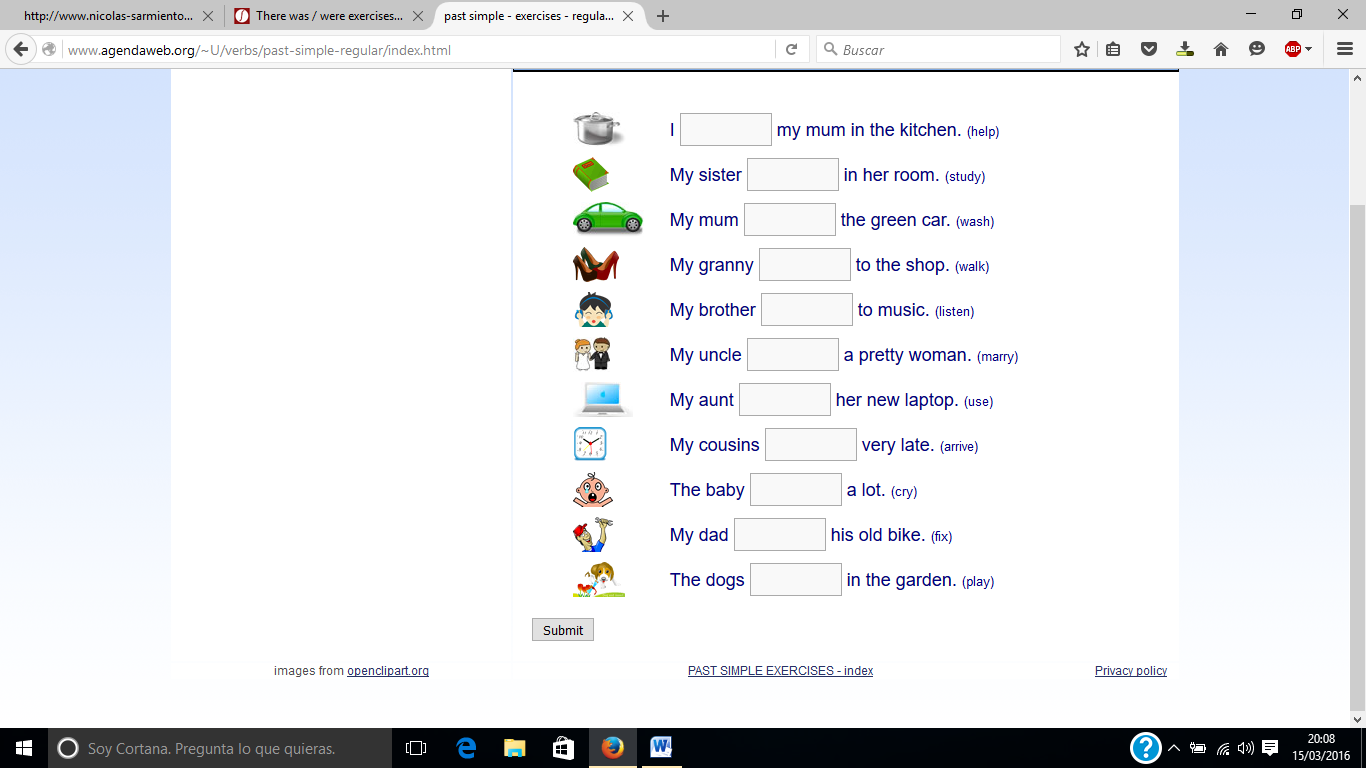 http://www.nicolas-sarmiento...
There was / were exercises...
past simple - exercises - regula...
www.agendaweb.org/~U/verbs/past-simple-regular/index.html
Buscar
ABP
I my mum in the kitchen. (help)
My sister in her room. (study)
My mum the green car. (wash)
My granny to the shop. (walk)
My brother to music. (listen)
My uncle a pretty woman. (marry)
My aunt her new laptop. (use)
My cousins very late. (arrive)
The baby a lot. (cry)
My dad his old bike. (fix)
The dogs in the garden. (play)
Submit
images from openclipart.org
PAST SIMPLE EXERCISES - index
Privacy policy
Soy Cortana. Pregunta lo que quieras.
20:08
15/03/2016